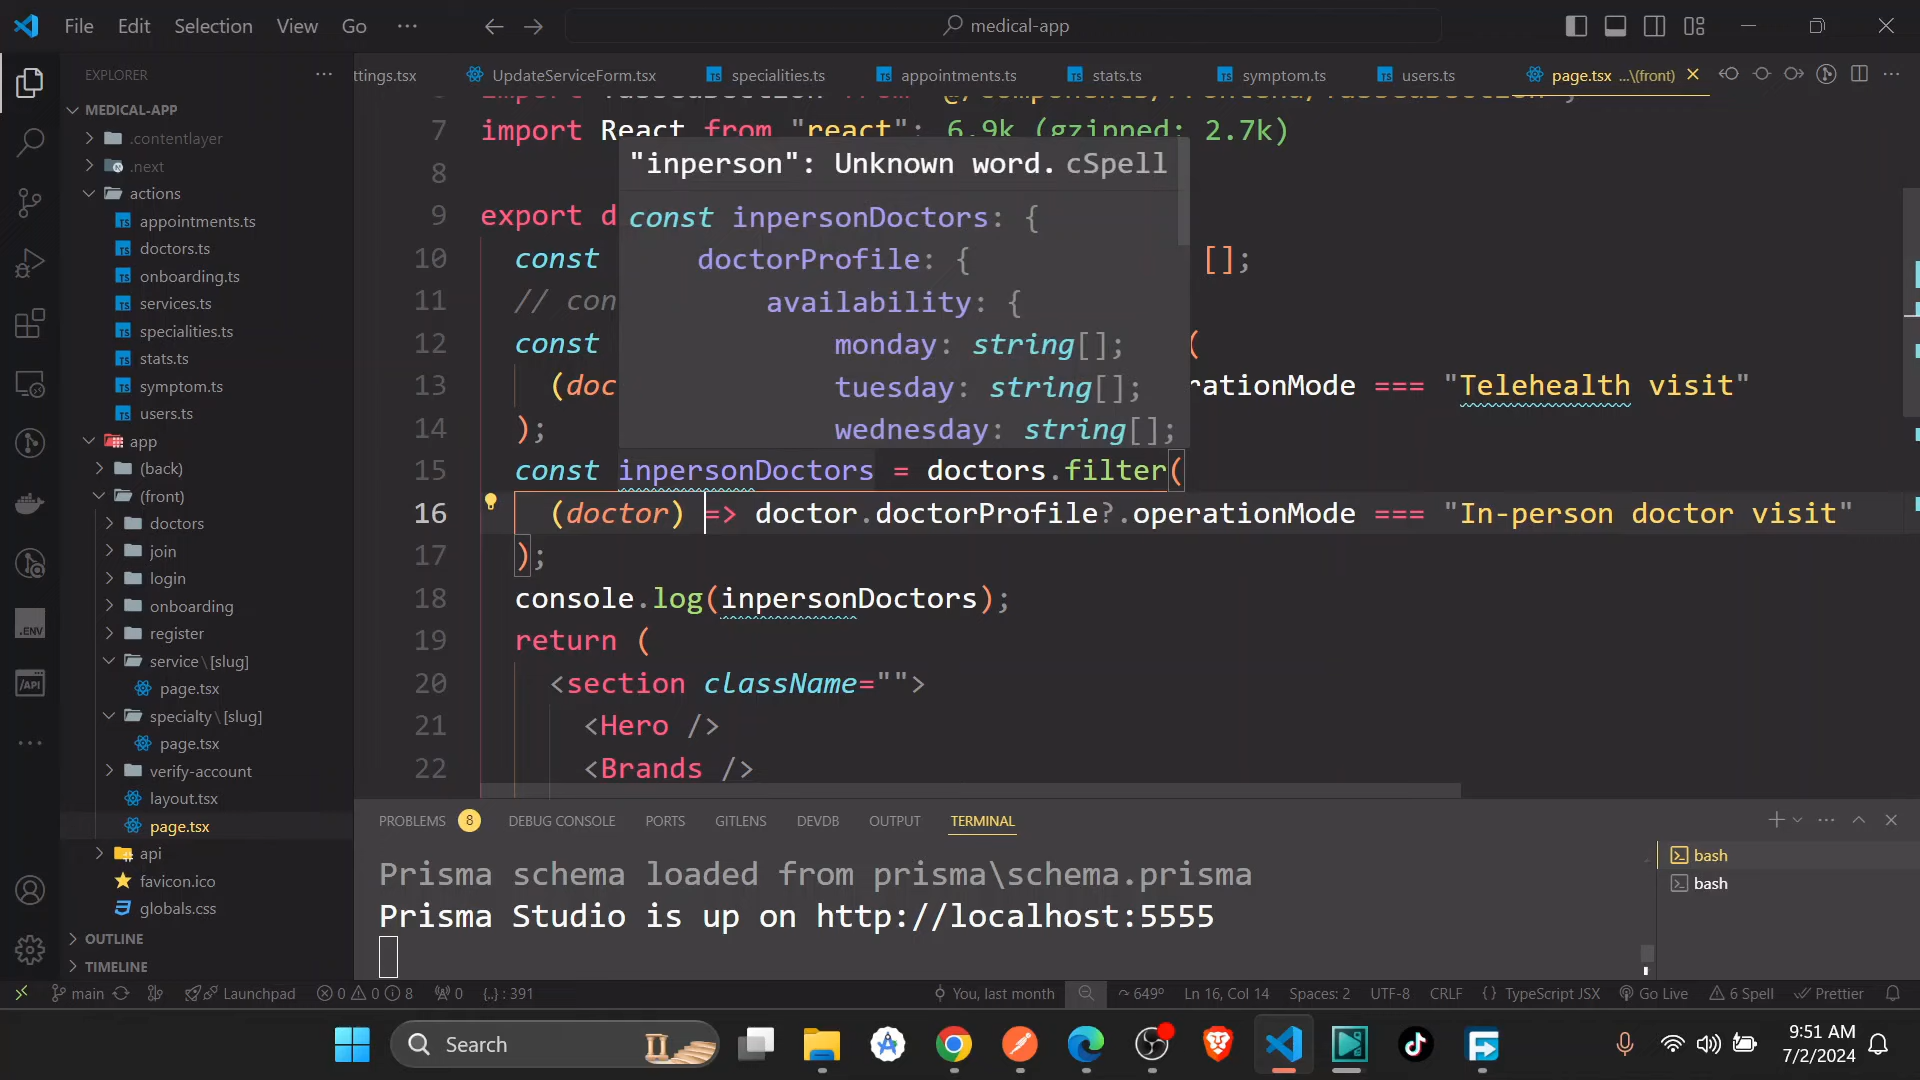 File Edit Selection View Go ··· medical-app
EXPLORER ···
MEDICAL-APP
.contentlayer
.next
actions
appointments.ts
doctors.ts
onboarding.ts
services.ts
specialities.ts
stats.ts
symptom.ts
users.ts
app
(back)
(front)
doctors
join
login
onboarding
register
service\[slug]
page.tsx
specialty\[slug]
page.tsx
verify-account
layout.tsx
page.tsx
api
favicon.ico
globals.css
OUTLINE
TIMELINE
ttings.tsx UpdateServiceForm.tsx specialities.ts appointments.ts stats.ts symptom.ts users.ts page.tsx ...\(front)
7 import React from "react"; 6.9k (gzipped: 2.7k)
8
9 export d
10 const [];
11 // con
12 const (
13 (doc rationMode === "Telehealth visit"
14 );
"inperson": Unknown word. cSpell
const inpersonDoctors: {
doctorProfile: {
availability: {
monday: string[];
tuesday: string[];
wednesday: string[];
15 const inpersonDoctors = doctors.filter(
16 (doctor) => doctor.doctorProfile?.operationMode === "In-person doctor visit"
17 );
18 console.log(inpersonDoctors);
19 return (
20 <section className="">
21 <Hero />
22 <Brands />
PROBLEMS 8 DEBUG CONSOLE PORTS GITLENS DEVDB OUTPUT TERMINAL
Prisma schema loaded from prisma\schema.prisma
Prisma Studio is up on http://localhost:5555
bash
bash
main Launchpad 0 0 8 0 {..} : 391 You, last month 649º Ln 16, Col 14 Spaces: 2 UTF-8 CRLF {} TypeScript JSX Go Live 6 Spell Prettier
Search
9:51 AM
7/2/2024
.ENV
/API